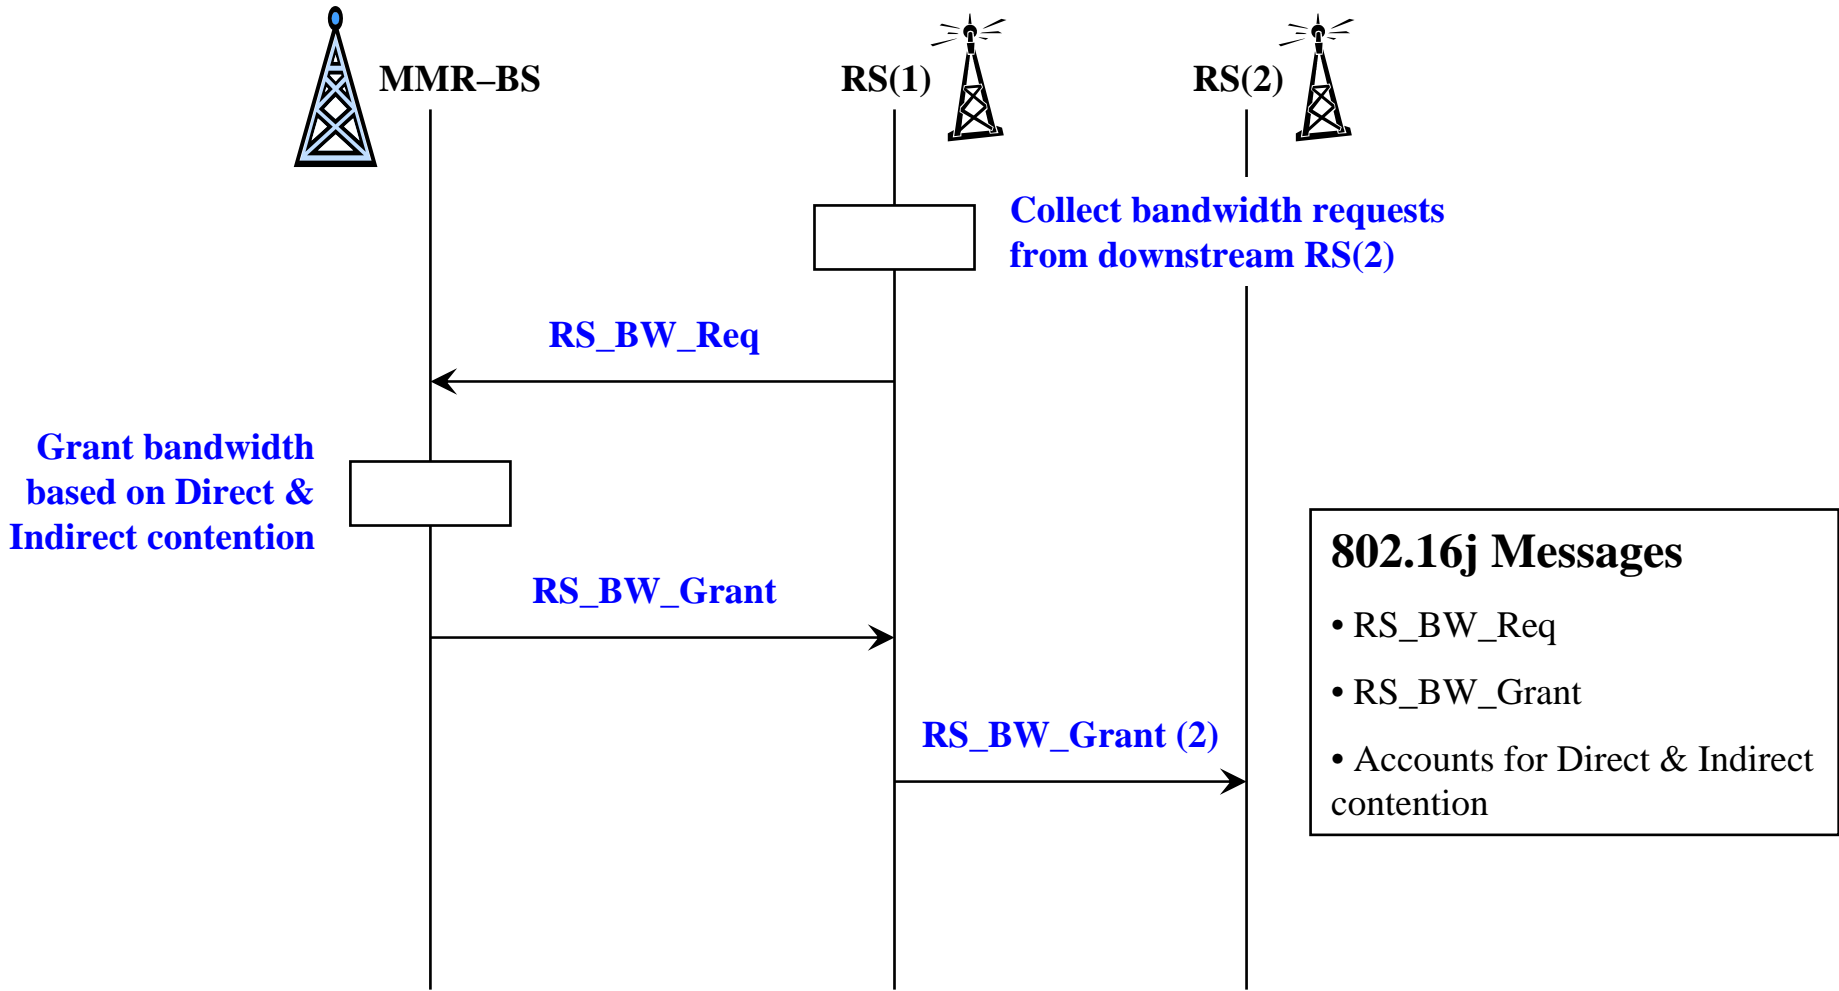 MMR–BS
RS(1)
RS(2)
Collect bandwidth requests
from downstream RS(2)
RS_BW_Req
Grant bandwidth
based on Direct &
Indirect contention
RS_BW_Grant
RS_BW_Grant (2)
802.16j Messages
• RS_BW_Req
• RS_BW_Grant
• Accounts for Direct & Indirect
contention